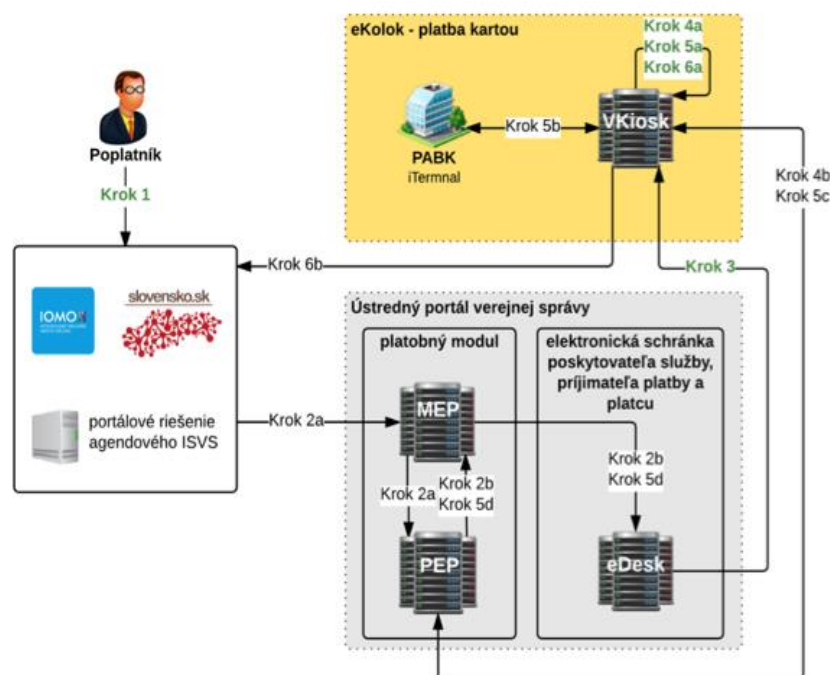 eKolok - platba kartou
Krok 4a
Krok 5a
Krok 6a
VKiosk
Krok 5b
PABK
iTermnal
Poplatník
Krok 1
Krok 4b
Krok 5c
Krok 6b
Krok 3
slovensko.sk
IOMO
Ústredný portál verejnej správy
platobný modul
elektronická schránka
poskytovateľa služby,
príjimateľa platby a
platcu
MEP
portálové riešenie
agendového ISVS
Krok 2a
Krok 2b
Krok 5d
Krok 2a
Krok 2b
Krok 5d
PEP
eDesk